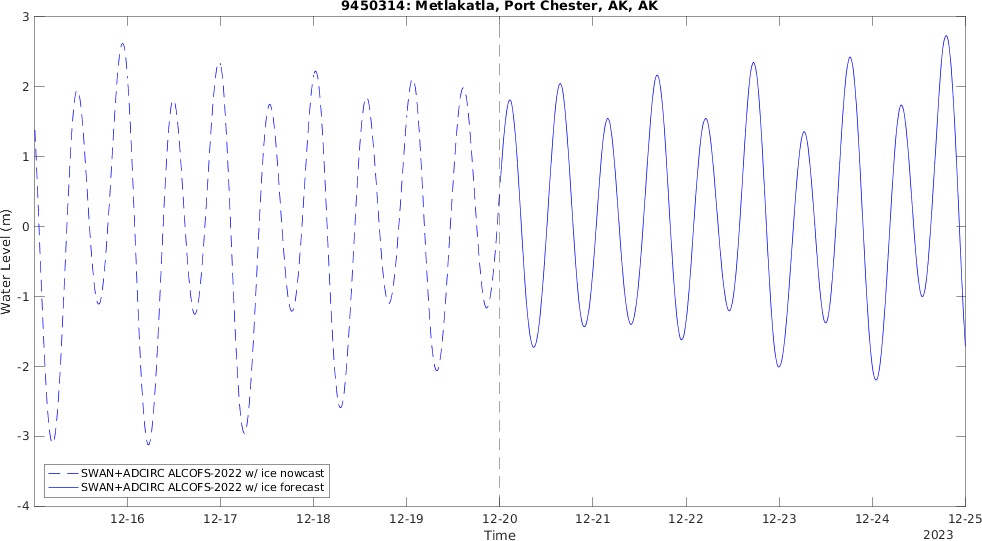 9450314: Metlakatla, Port Chester, AK, AK
3
2
1
0
-1
-2
-3
-4
Water Level (m)
SWAN+ADCIRC ALCOFS-2022 w/ ice nowcast
SWAN+ADCIRC ALCOFS-2022 w/ ice forecast
12-16 12-17 12-18 12-19 12-20 12-21 12-22 12-23 12-24 12-25
Time
2023